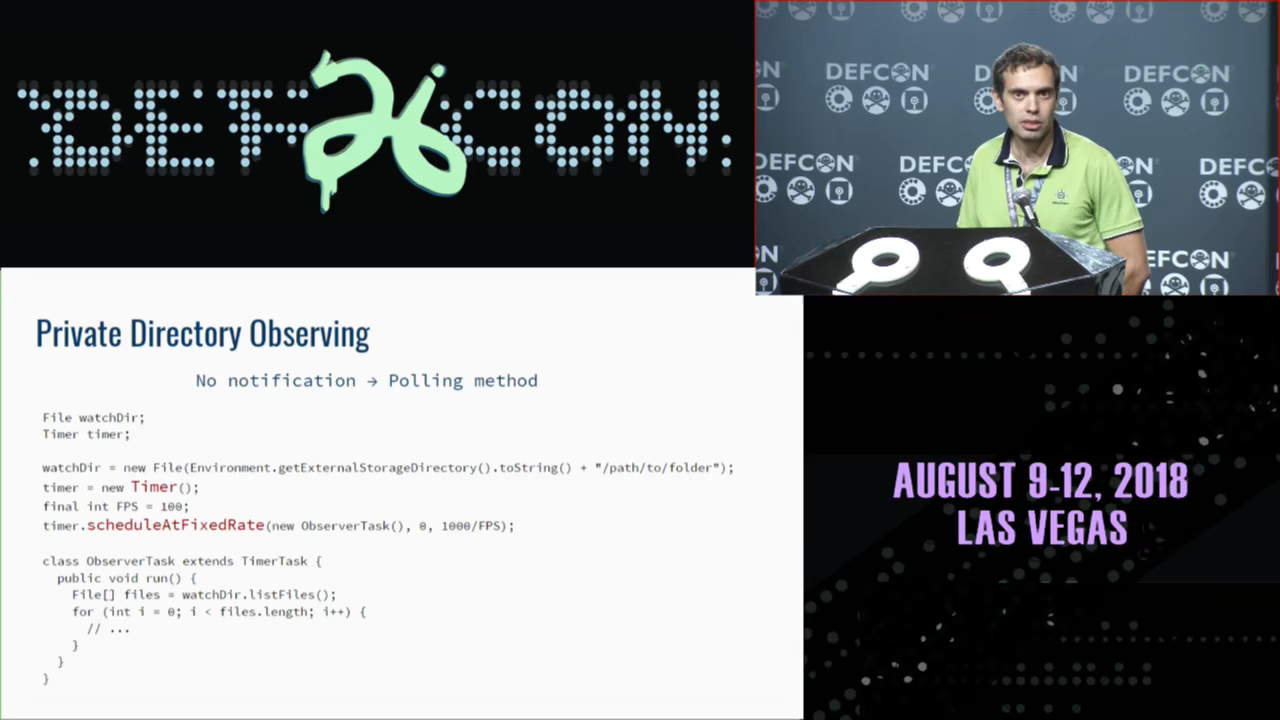 DEFCON
26
DEFCON
DEFCON
DEFCON
DEFCON
DEFCON
DEFCON
Private Directory Observing
No notification → Polling method
File watchDir;
Timer timer;
watchDir = new File(Environment.getExternalStorageDirectory().toString() + "/path/to/folder");
timer = new Timer();
final int FPS = 100;
timer.scheduleAtFixedRate(new ObserverTask(), 0, 1000/FPS);
class ObserverTask extends TimerTask {
public void run() {
File[] files = watchDir.listFiles();
for (int i = 0; i < files.length; i++) {
// ...
}
}
}
AUGUST 9-12, 2018
LAS VEGAS